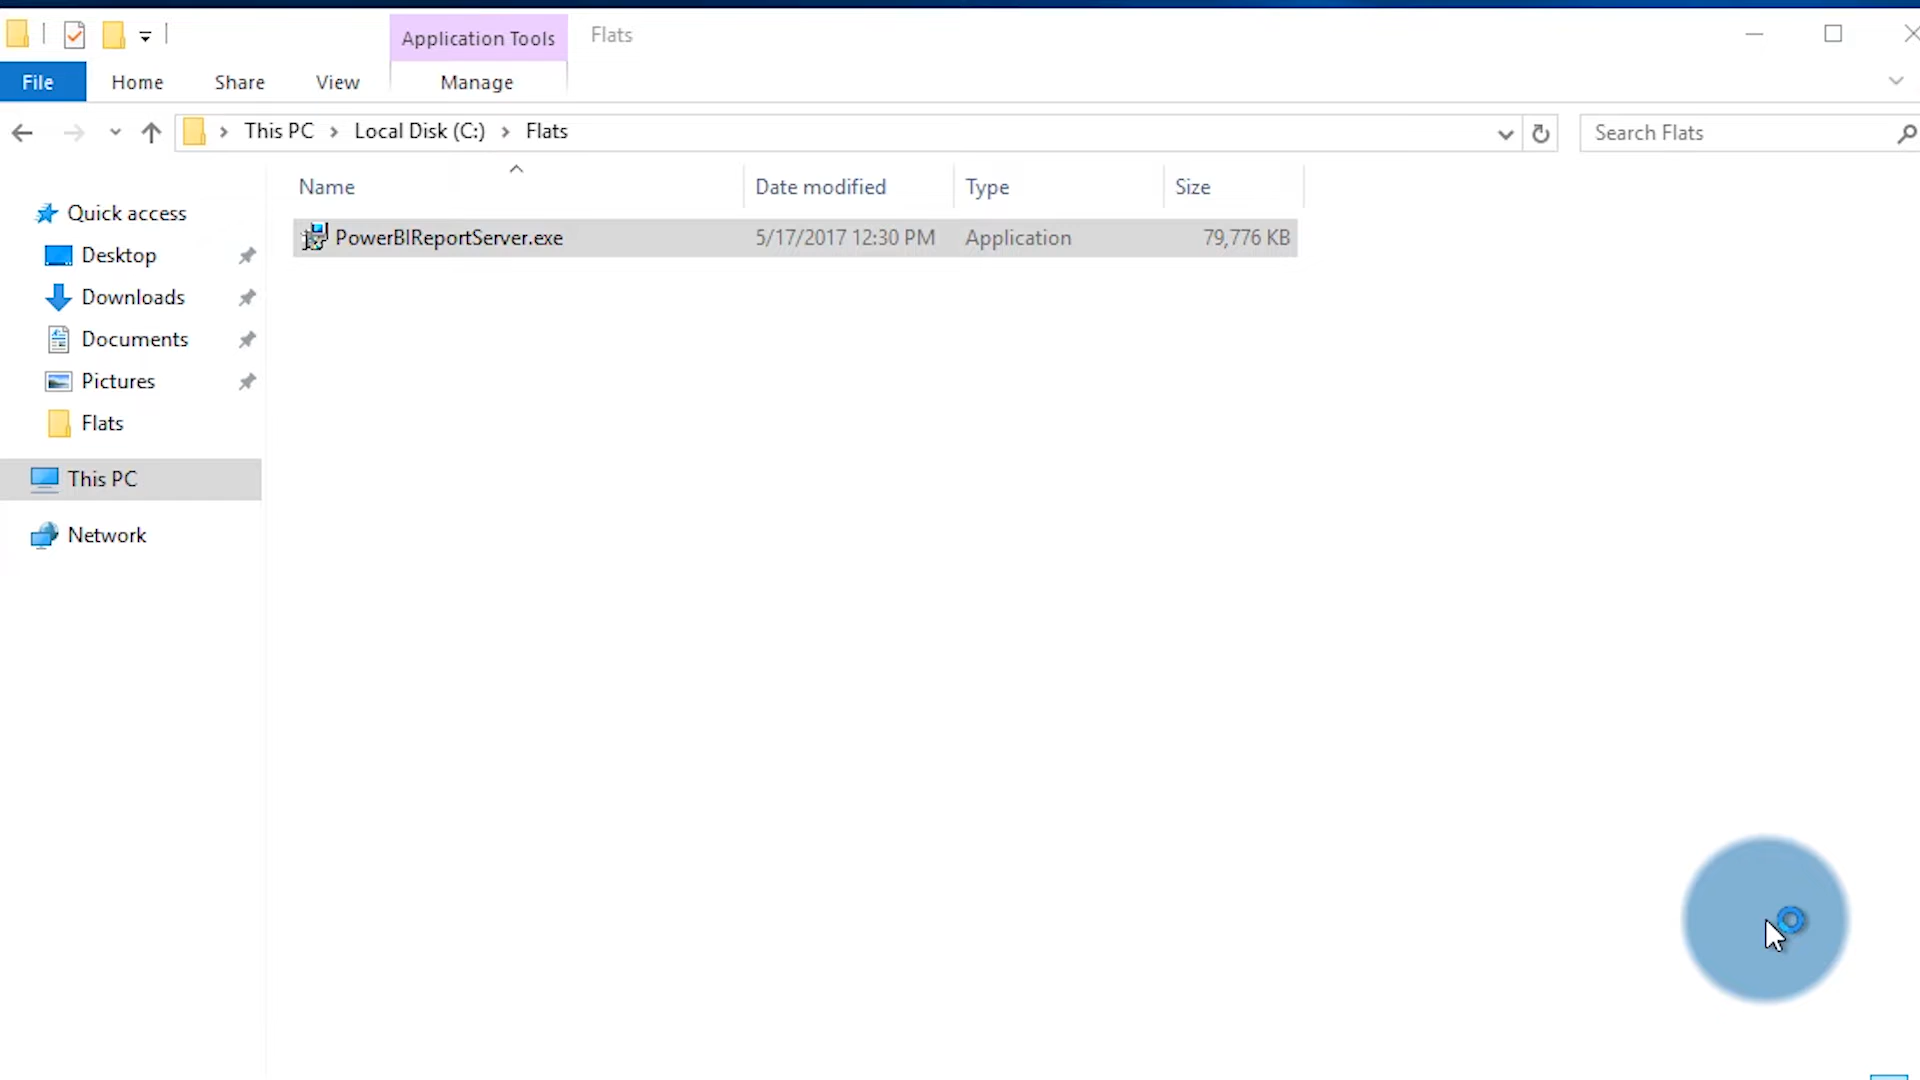 Application Tools
Flats
File
Home
Share
View
Manage
This PC
Local Disk (C:)
Flats
Search Flats
Name
Date modified
Type
Size
PowerBIReportServer.exe
5/17/2017 12:30 PM
Application
79,776 KB
Quick access
Desktop
Downloads
Documents
Pictures
Flats
This PC
Network